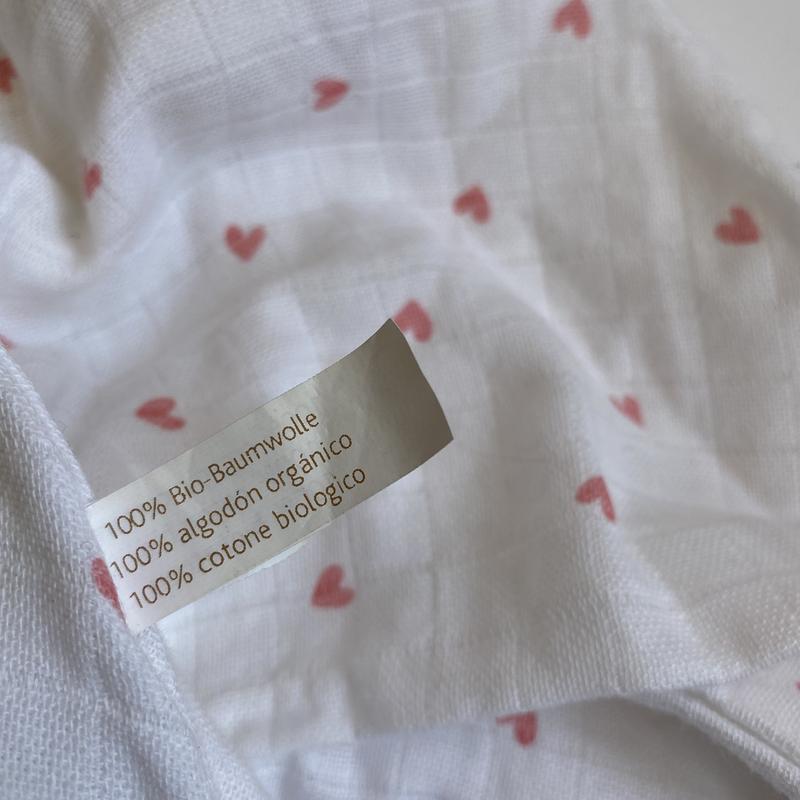 100% Bio-Baumwolle
100% algodón orgánico
100% cotone biologico